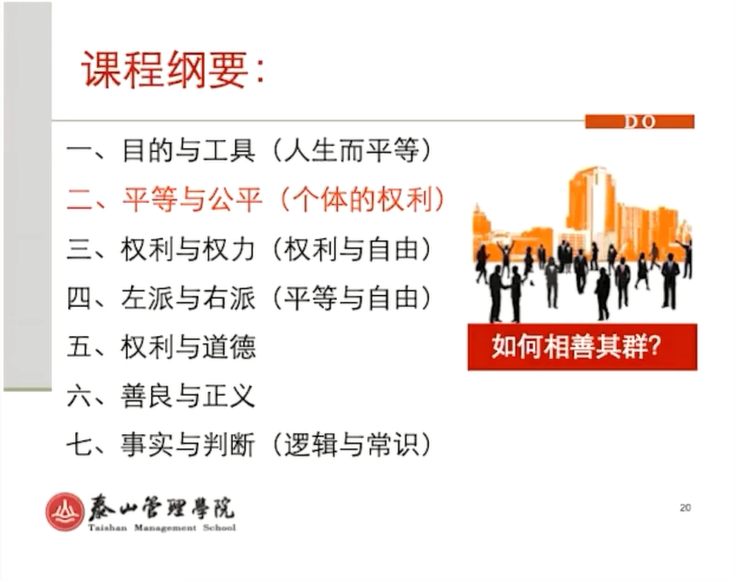 课程纲要：
DO
一、目的与工具（人生而平等）
二、平等与公平（个体的权利）
三、权利与权力（权利与自由）
四、左派与右派（平等与自由）
五、权利与道德
六、善良与正义
七、事实与判断（逻辑与常识）
如何相善其群？
泰山管理學院
Taishan Management School
20